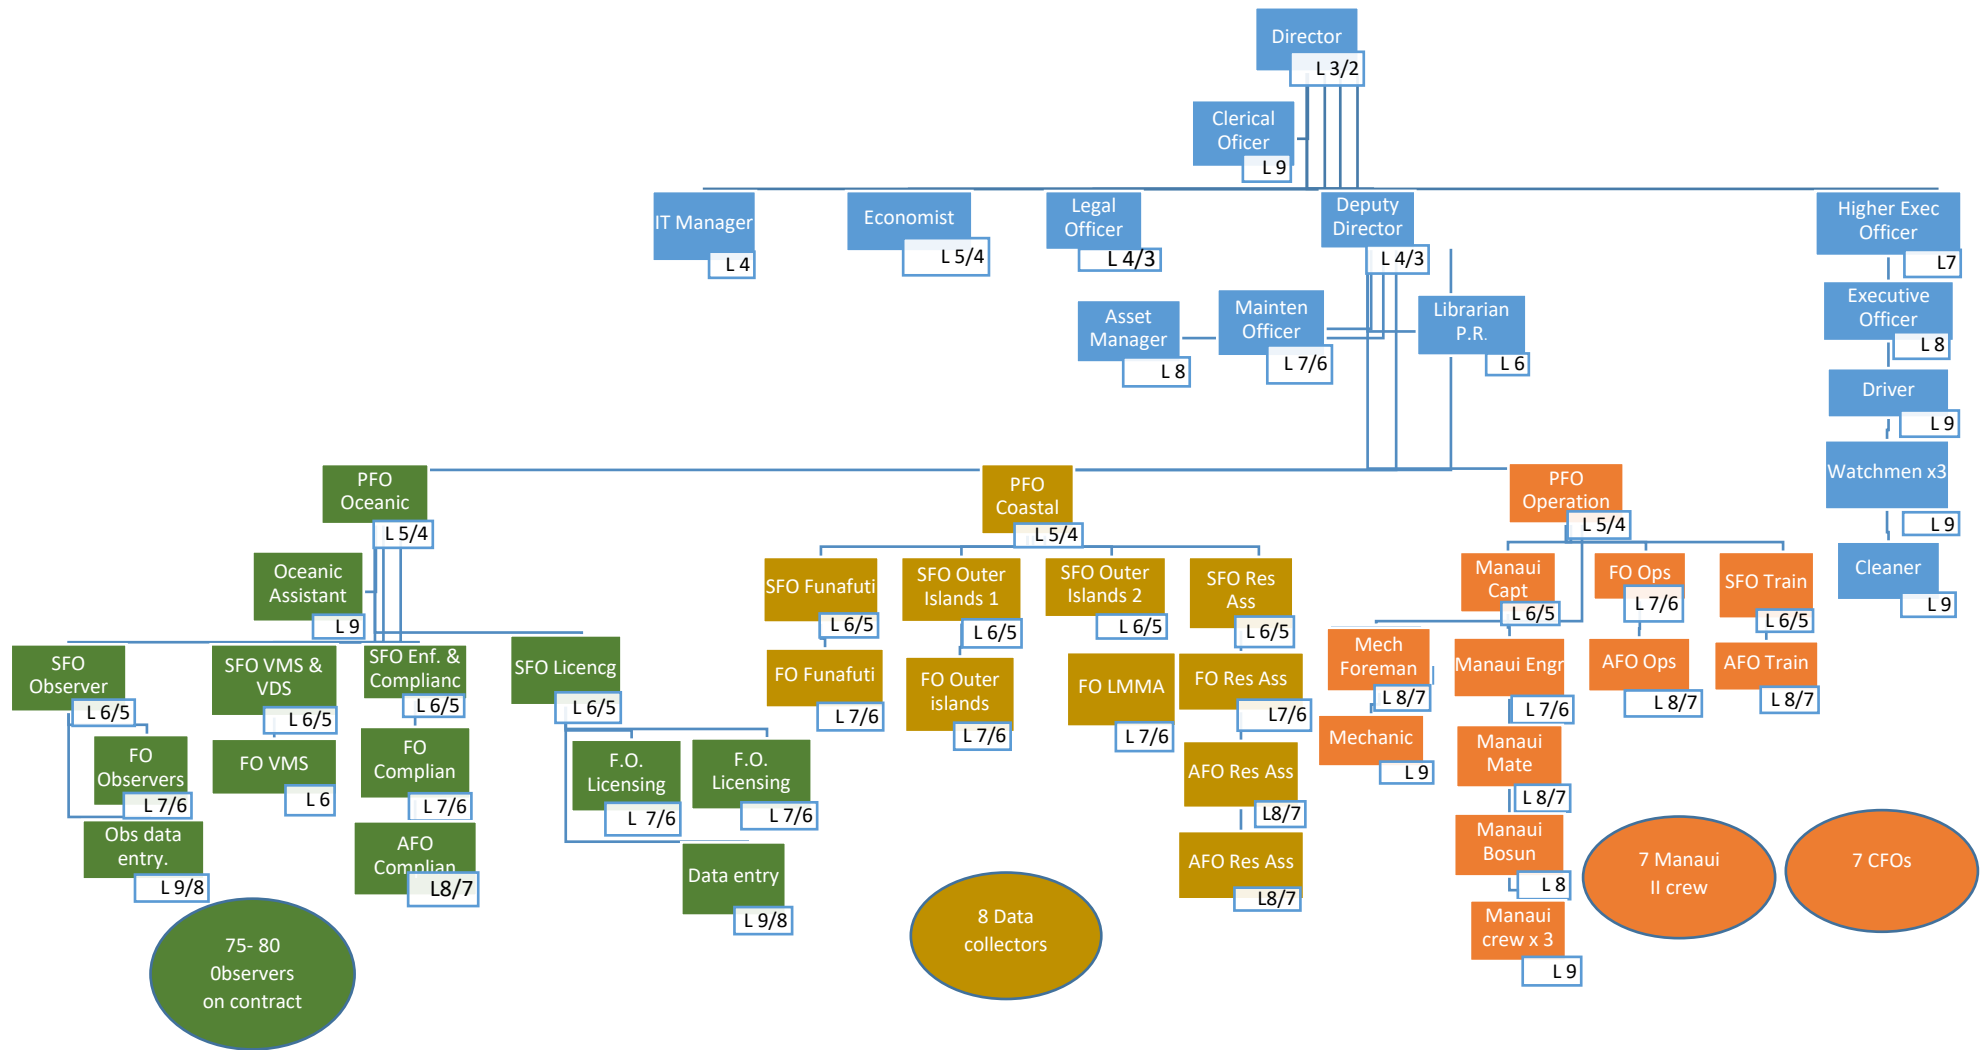 Director
L 3/2
Clerical
Oficer
L 9
IT Manager
L 4
Economist
L 5/4
Legal
Officer
L 4/3
Deputy
Director
L 4/3
Higher Exec
Officer
L7
Asset
Manager
L 8
Mainten
Officer
L 7/6
Librarian
P.R.
L 6
Executive
Officer
L 8
Driver
L 9
Watchmen x3
L 9
Cleaner
L 9
PFO
Oceanic
L 5/4
PFO
Coastal
L 5/4
PFO
Operation
L 5/4
Oceanic
Assistant
L 9
SFO
Observer
L 6/5
FO
Observers
L 7/6
Obs data
entry.
L 9/8
SFO VMS &
VDS
L 6/5
FO VMS
L 6
SFO Enf. &
Complianc
L 6/5
FO
Complian
L 7/6
AFO
Complian
L8/7
SFO Licencg
L 6/5
F.O.
Licensing
L 7/6
F.O.
Licensing
L 7/6
Data entry
L 9/8
75- 80
0bservers
on contract
SFO Funafuti
L 6/5
FO Funafuti
L 7/6
SFO Outer
Islands 1
L 6/5
FO Outer
islands
L 7/6
SFO Outer
Islands 2
L 6/5
FO LMMA
L 7/6
SFO Res
Ass
L 6/5
FO Res Ass
L7/6
AFO Res Ass
L8/7
AFO Res Ass
L8/7
8 Data
collectors
Manaui
Capt
L 6/5
FO Ops
L 7/6
SFO Train
L 6/5
Mech
Foreman
L 8/7
Mechanic
L 9
Manaui Engr
L 7/6
Manaui
Mate
L 8/7
Manaui
Bosun
L 8
Manaui
crew x 3
L 9
AFO Ops
L 8/7
AFO Train
L 8/7
7 Manaui
II crew
7 CFOs